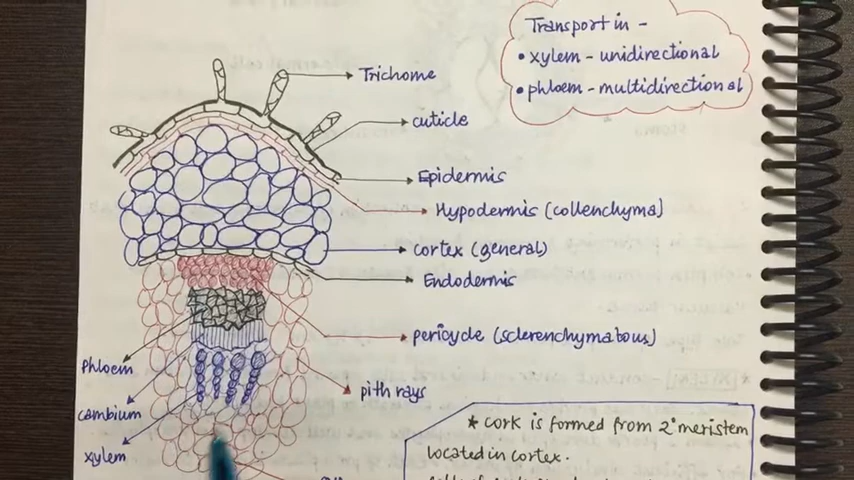 Transport in -
• xylem - unidirectional
• phloem - multidirectional
Trichome
cuticle
Epidermis
Hypodermis (collenchyma)
cortex (general)
Endodermis
pericycle (sclerenchymatous)
Phloem
pith rays
cambium
xylem
* cork is formed from 2° meristem
located in cortex.